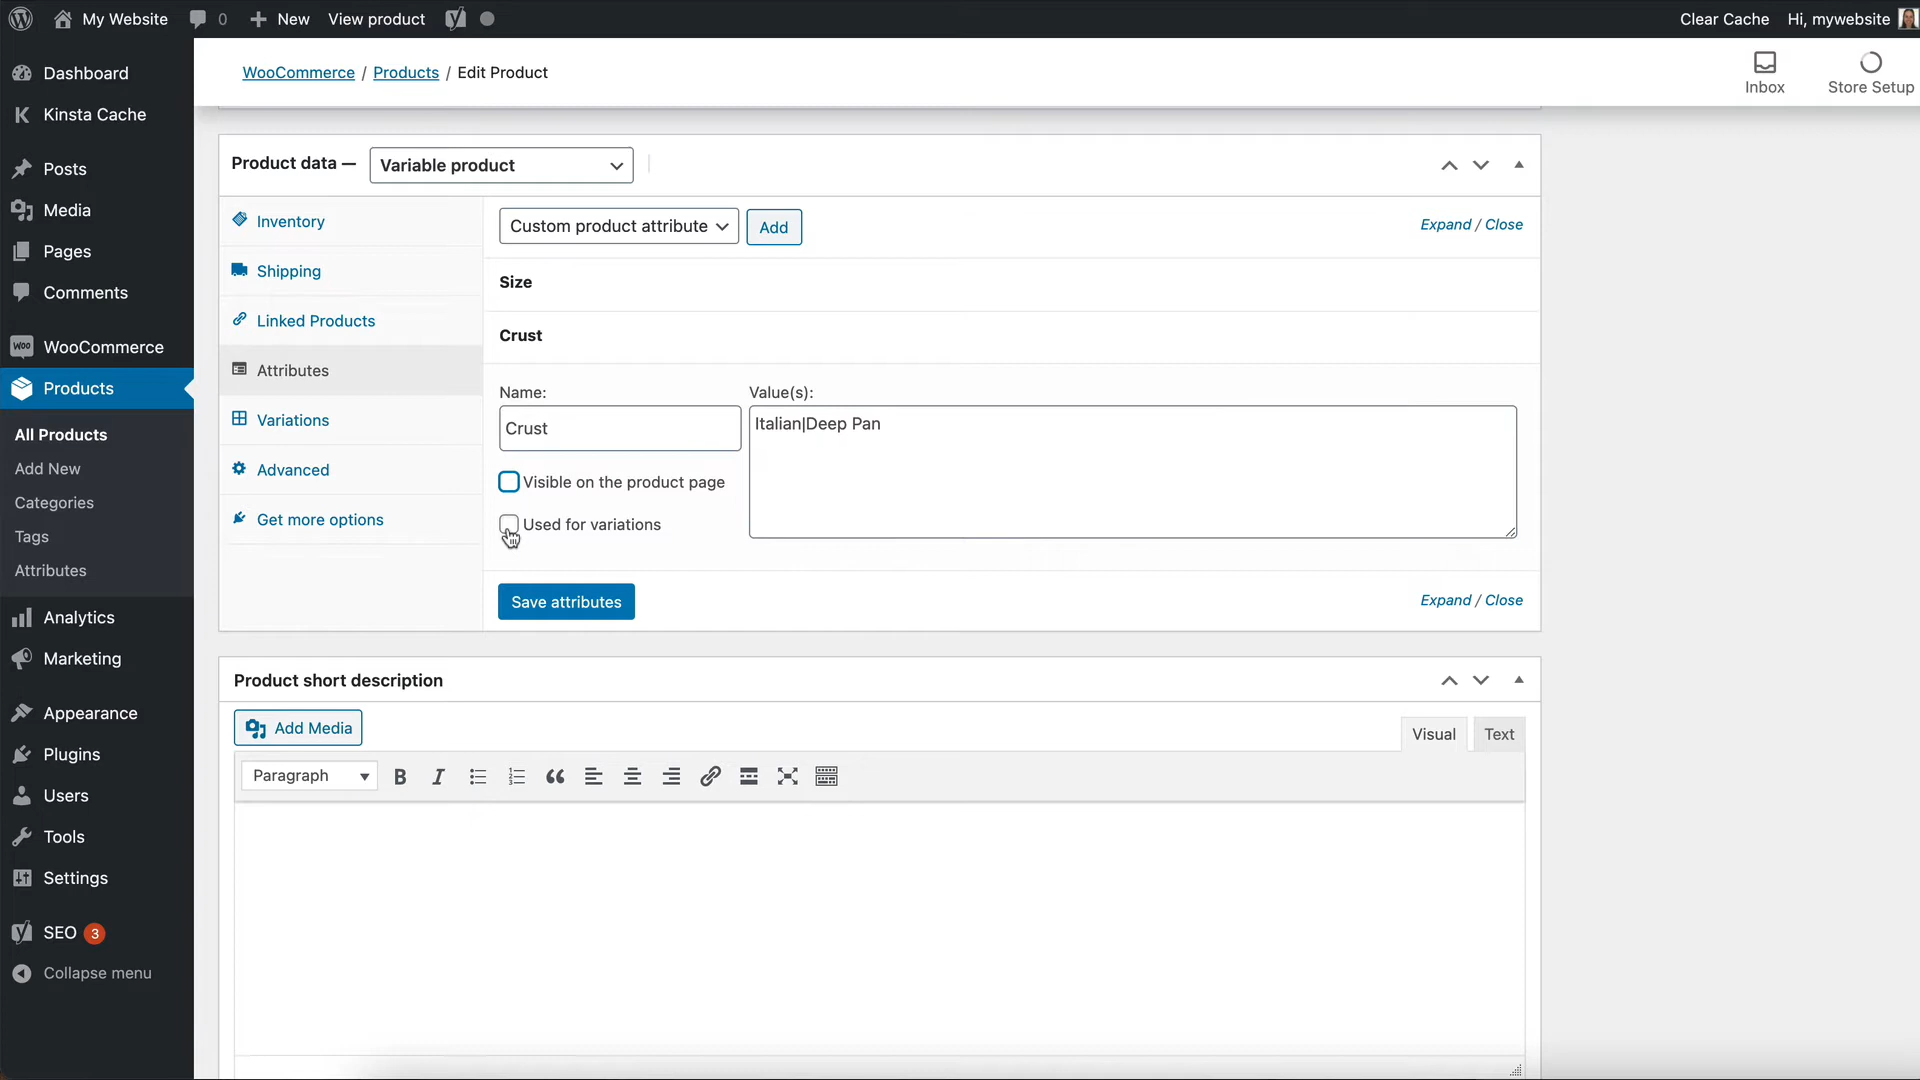 My Website 0 New View product Clear Cache Hi, mywebsite
Dashboard
Kinsta Cache
Posts
Media
Pages
Comments
WOO WooCommerce
Products
All Products
Add New
Categories
Tags
Attributes
Analytics
Marketing
Appearance
Plugins
Users
Tools
Settings
SEO 3
Collapse menu
WooCommerce / Products / Edit Product
Inbox
Store Setup
Product data — Variable product
Inventory
Shipping
Linked Products
Attributes
Variations
Advanced
Get more options
Custom product attribute Add Expand / Close
Size
Crust
Name: Value(s):
Crust Italian|Deep Pan
Visible on the product page
Used for variations
Save attributes Expand / Close
Product short description
Add Media Visual Text
Paragraph B I